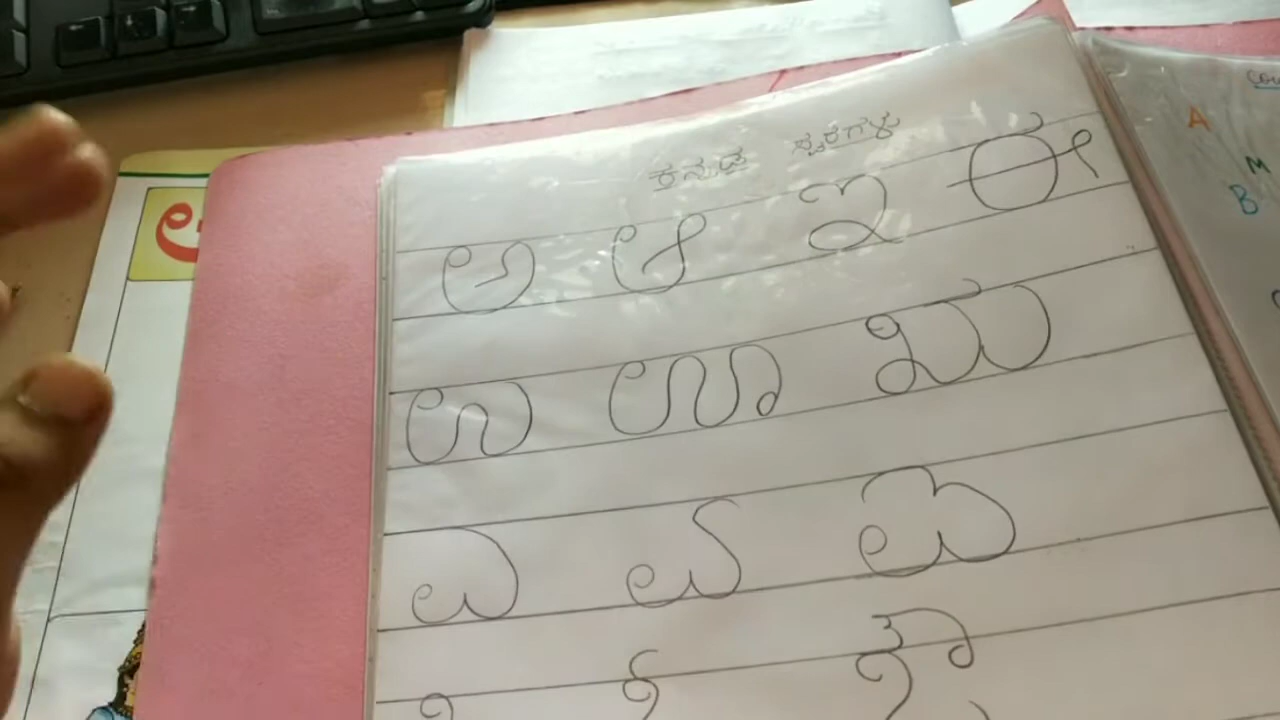 ಕನ್ನಡ ಸ್ವರಗಳು
ಅ ಆ ಇ ಈ
ಉ ಊ ಋ
ಎ ಏ ಐ
ಒ ಓ ಔ
A
M
B